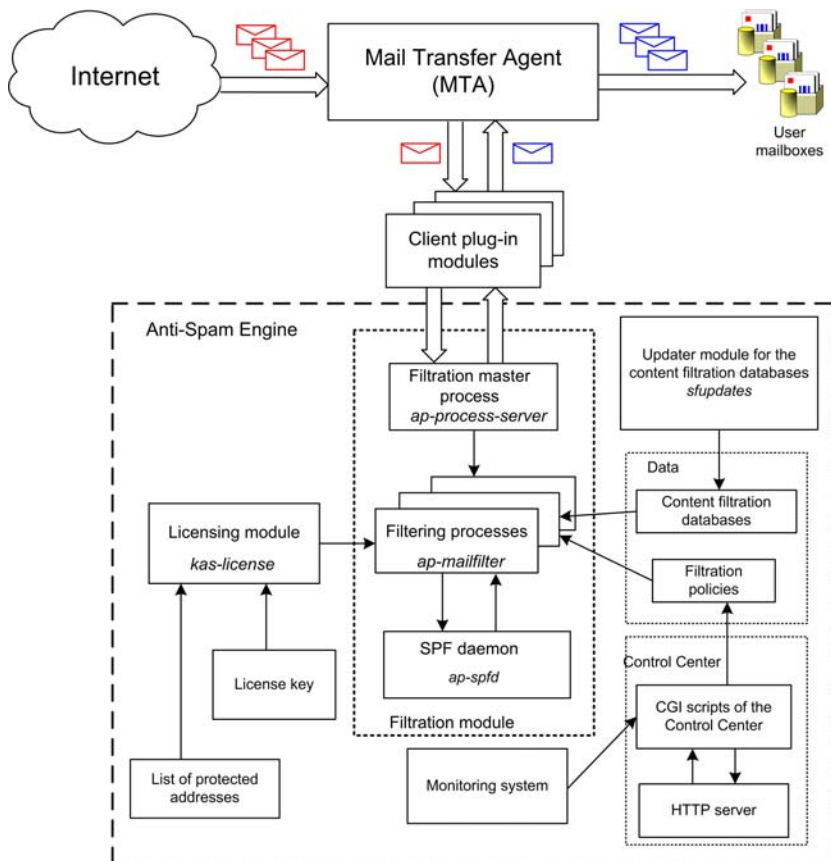 Internet
Mail Transfer Agent
(MTA)
User
mailboxes
Client plug-in
modules
Anti-Spam Engine
Filtration master
process
ap-process-server
Updater module for the
content filtration databases
sfupdates
Data
Content filtration
databases
Licensing module
kas-license
Filtering processes
ap-mailfilter
Filtration
policies
SPF daemon
ap-spfd
Control Center
License key
CGI scripts of the
Control Center
Filtration module
List of protected
addresses
Monitoring system
HTTP server